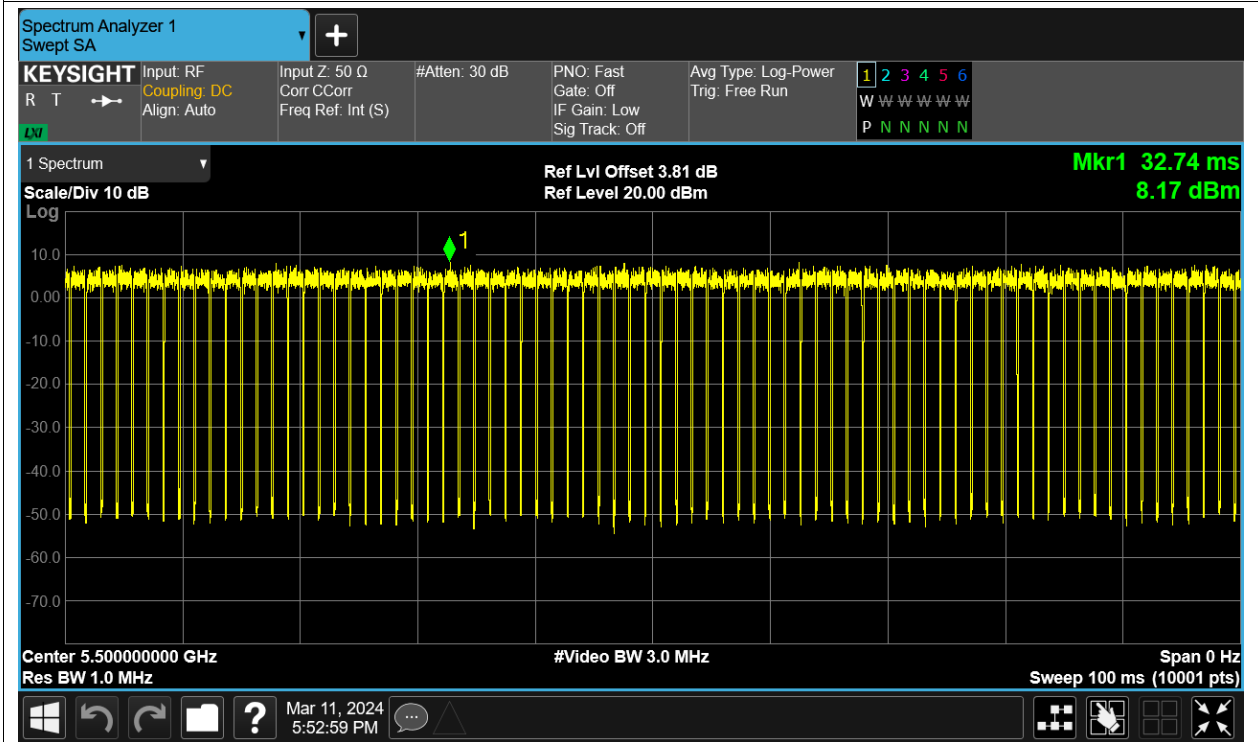 Spectrum Analyzer 1
Swept SA
+
KEYSIGHT
R T
LXI
Input: RF
Coupling: DC
Align: Auto
Input Z: 50 Ω
Corr CCorr
Freq Ref: Int (S)
#Atten: 30 dB
PNO: Fast
Gate: Off
IF Gain: Low
Sig Track: Off
Avg Type: Log-Power
Trig: Free Run
1 2 3 4 5 6
W W W W W W
P N N N N N
1 Spectrum
Scale/Div 10 dB
Ref Lvl Offset 3.81 dB
Ref Level 20.00 dBm
Mkr1 32.74 ms
8.17 dBm
Log
1
10.0
0.00
-10.0
-20.0
-30.0
-40.0
-50.0
-60.0
-70.0
Center 5.500000000 GHz
Res BW 1.0 MHz
#Video BW 3.0 MHz
Span 0 Hz
Sweep 100 ms (10001 pts)
?
Mar 11, 2024
5:52:59 PM